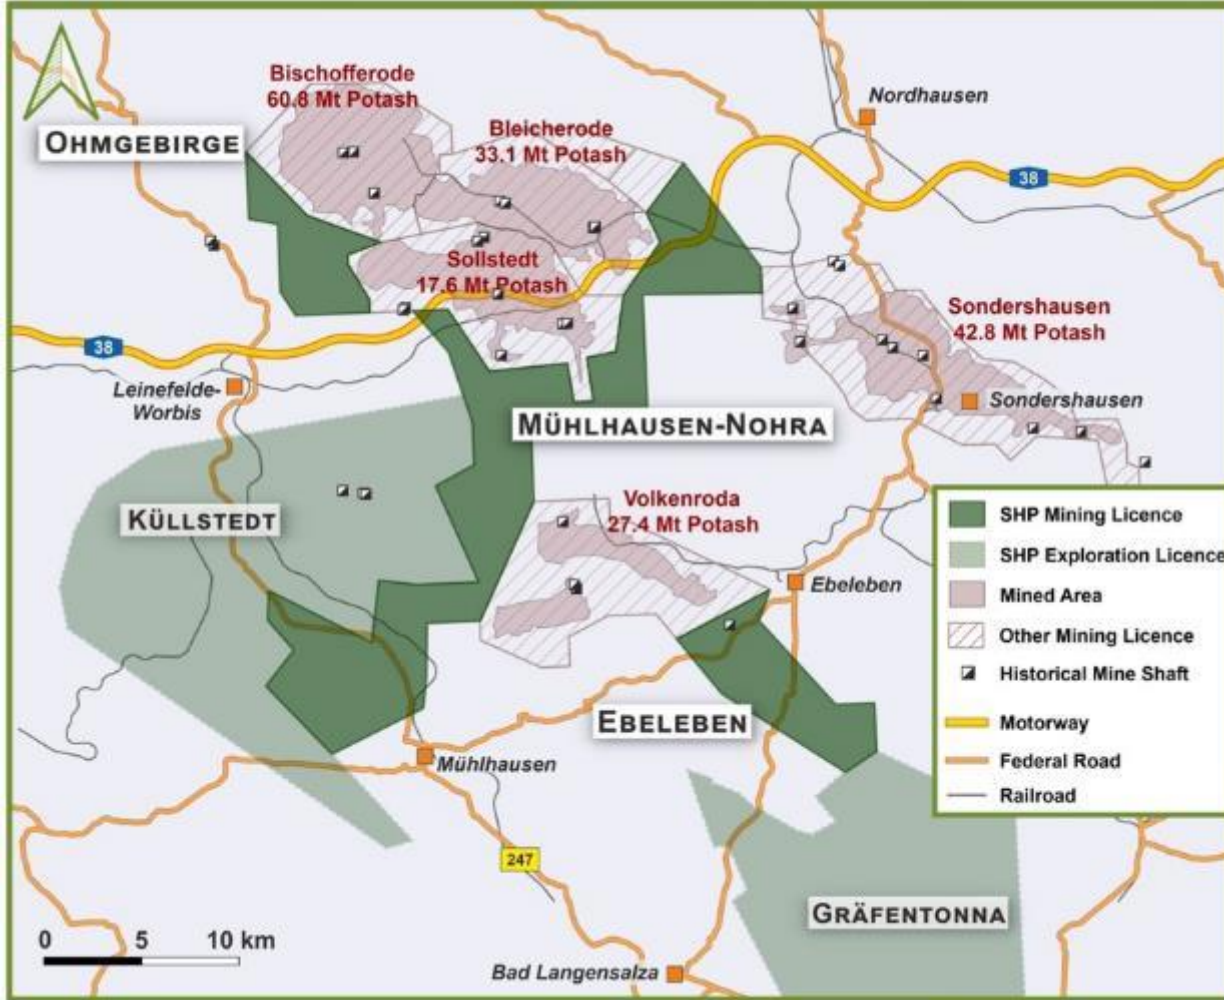 Bischofferode
60.8 Mt Potash
Nordhausen
OHMGEBIRGE
Bleicherode
33.1 Mt Potash
38
Sollstedt
17.6 Mt Potash
Sondershausen
42.8 Mt Potash
38
Leinefelde-
Worbis
Sondershausen
MÜHLHAUSEN-NOHRA
Volkenroda
27.4 Mt Potash
KÜLLSTEDT
Ebeleben
SHP Mining Licence
SHP Exploration Licence
Mined Area
Other Mining Licence
Historical Mine Shaft
Motorway
Federal Road
Railroad
EBELEBEN
Mühlhausen
247
GRÄFENTONNA
0 5 10 km
Bad Langensalza